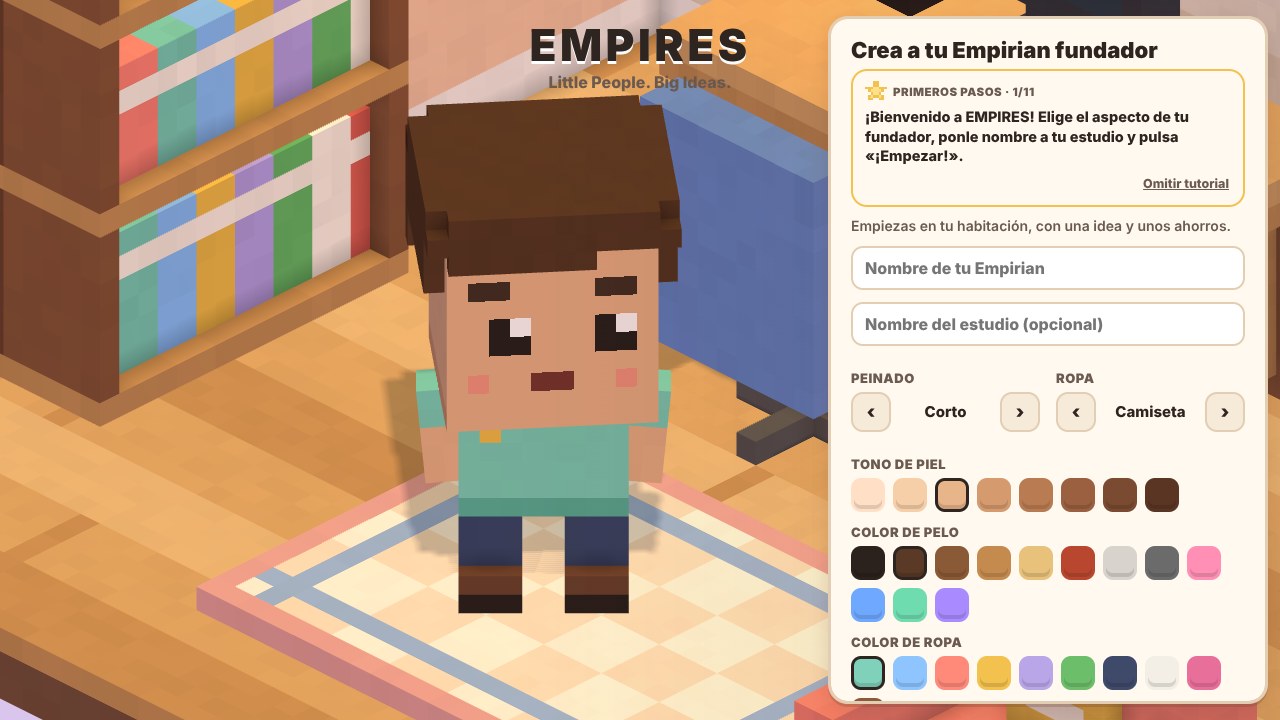 EMPIRES
Little People. Big Ideas.
Crea a tu Empirian fundador
PRIMEROS PASOS · 1/11
¡Bienvenido a EMPIRES! Elige el aspecto de tu
fundador, ponle nombre a tu estudio y pulsa
«¡Empezar!».
Omitir tutorial
Empiezas en tu habitación, con una idea y unos ahorros.
Nombre de tu Empirian
Nombre del estudio (opcional)
PEINADO
ROPA
‹ Corto › ‹ Camiseta ›
TONO DE PIEL
COLOR DE PELO
COLOR DE ROPA